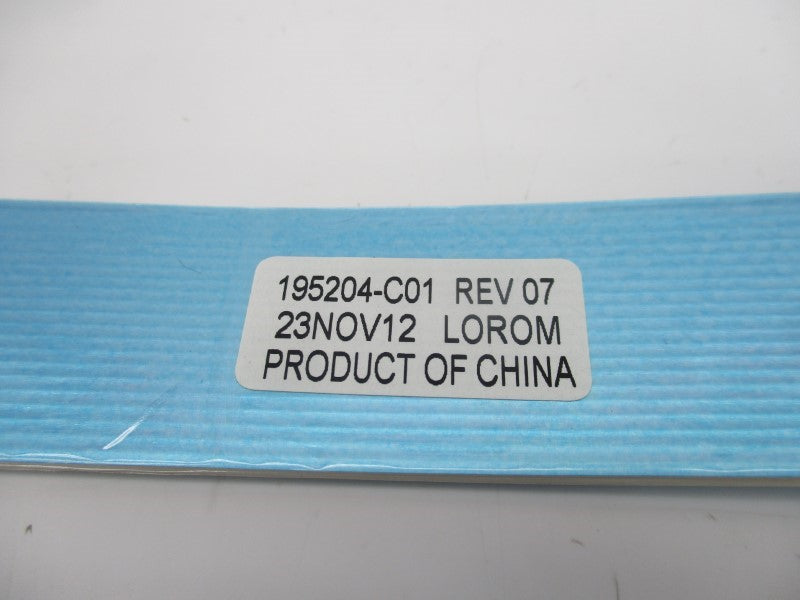 195204-C01 REV 07
23NOV12 LOROM
PRODUCT OF CHINA